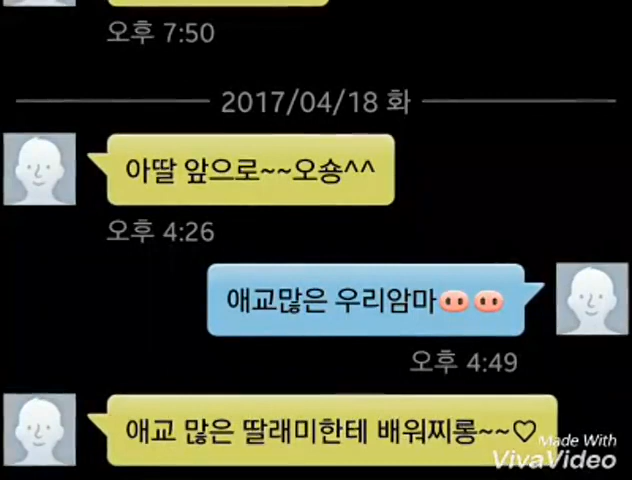 오후 7:50
2017/04/18 화
아딸 앞으로~~오숑^^
오후 4:26
애교많은 우리암마🐽🐽
오후 4:49
애교 많은 딸래미한테 배워찌롱~~♡
Made With
VivaVideo